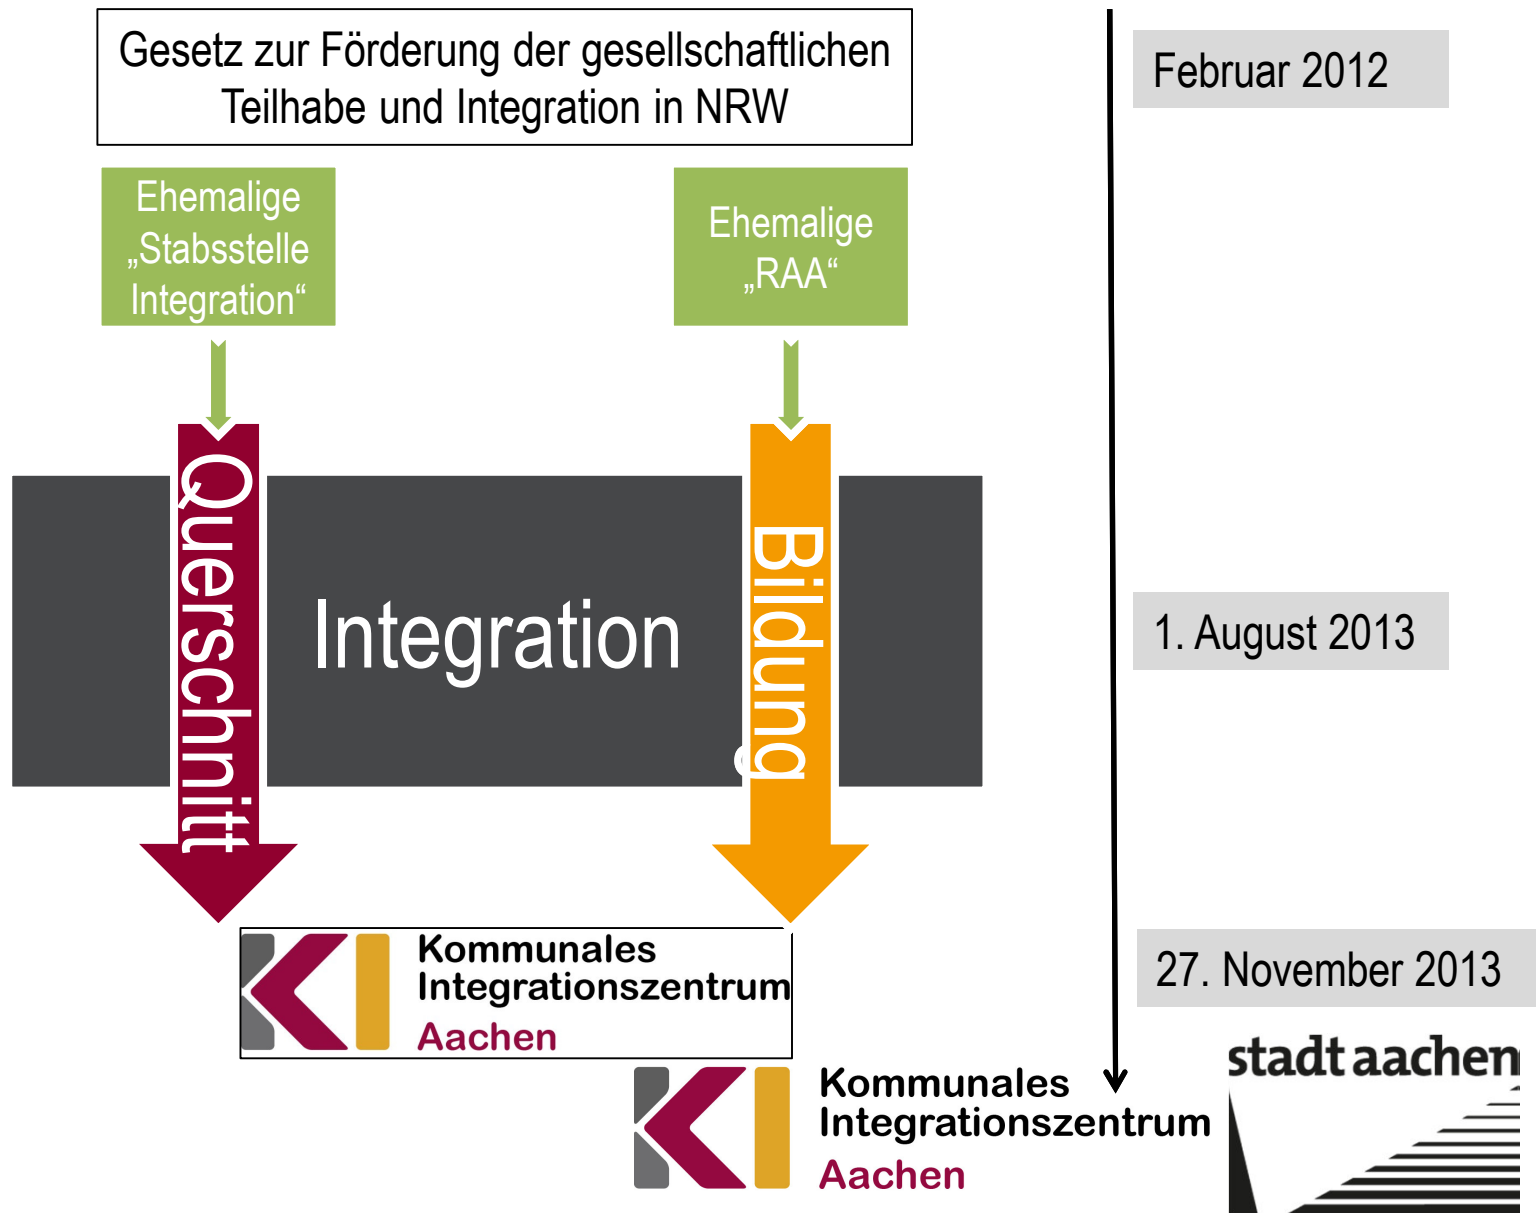 Gesetz zur Förderung der gesellschaftlichen
Teilhabe und Integration in NRW
Februar 2012
Ehemalige
„Stabsstelle
Integration“
Ehemalige
„RAA“
Querschnitt
Integration
Bildung
1. August 2013
Kommunales
Integrationszentrum
Aachen
27. November 2013
Kommunales
Integrationszentrum
Aachen
stadt aachen